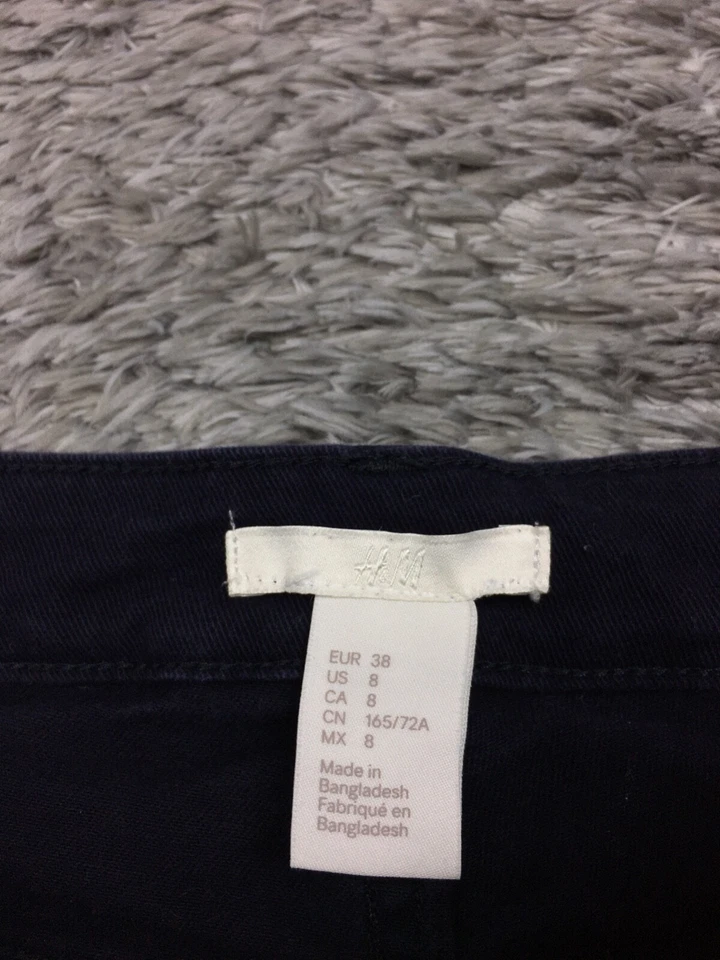 H&M
EUR 38
US 8
CA 8
CN 165/72A
MX 8
Made in
Bangladesh
Fabriqué en
Bangladesh